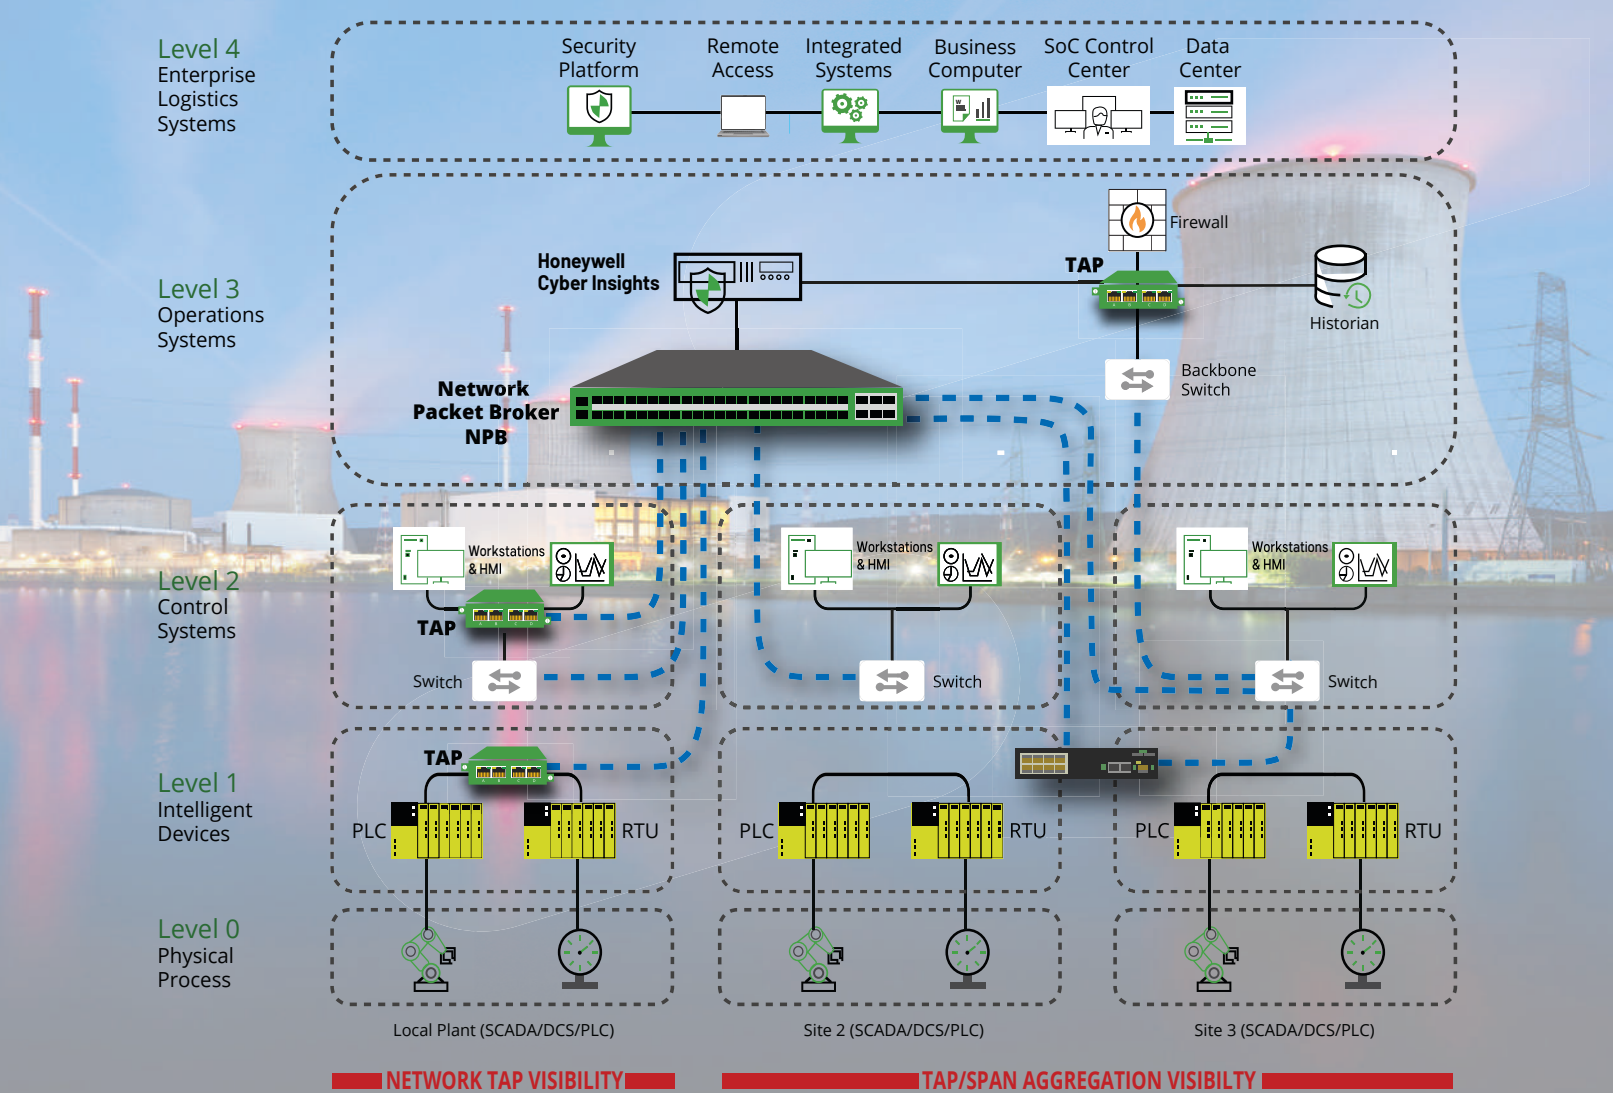 Level 4
Enterprise
Logistics
Systems
Security
Platform
Remote
Access
Integrated
Systems
Business
Computer
SoC Control
Center
Data
Center
W
Level 3
Operations
Systems
Honeywell
Cyber Insights
Firewall
TAP
Historian
Backbone
Switch
Network
Packet Broker
NPB
Level 2
Control
Systems
Workstations
& HMI
TAP
Switch
Workstations
& HMI
Switch
Workstations
& HMI
Switch
Level 1
Intelligent
Devices
TAP
PLC
RTU
PLC
RTU
PLC
RTU
Level 0
Physical
Process
Local Plant (SCADA/DCS/PLC)
Site 2 (SCADA/DCS/PLC)
Site 3 (SCADA/DCS/PLC)
NETWORK TAP VISIBILITY
TAP/SPAN AGGREGATION VISIBILTY